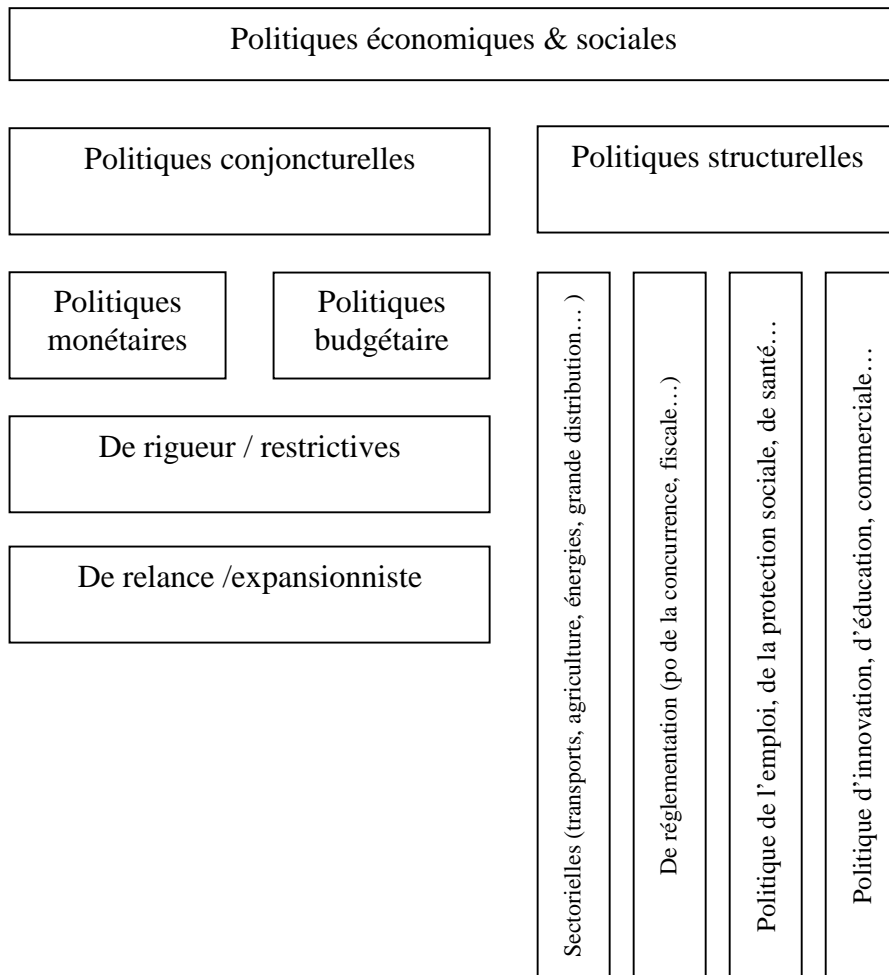 Politiques économiques & sociales
Politiques conjoncturelles
Politiques structurelles
Politiques
monétaires
Politiques
budgétaire
De rigueur / restrictives
De relance /expansionniste
Sectorielles (transports, agriculture, énergies, grande distribution… )
De réglementation (po de la concurrence, fiscale…)
Politique de l’emploi, de la protection sociale, de santé…
Politique d’innovation, d’éducation, commerciale…